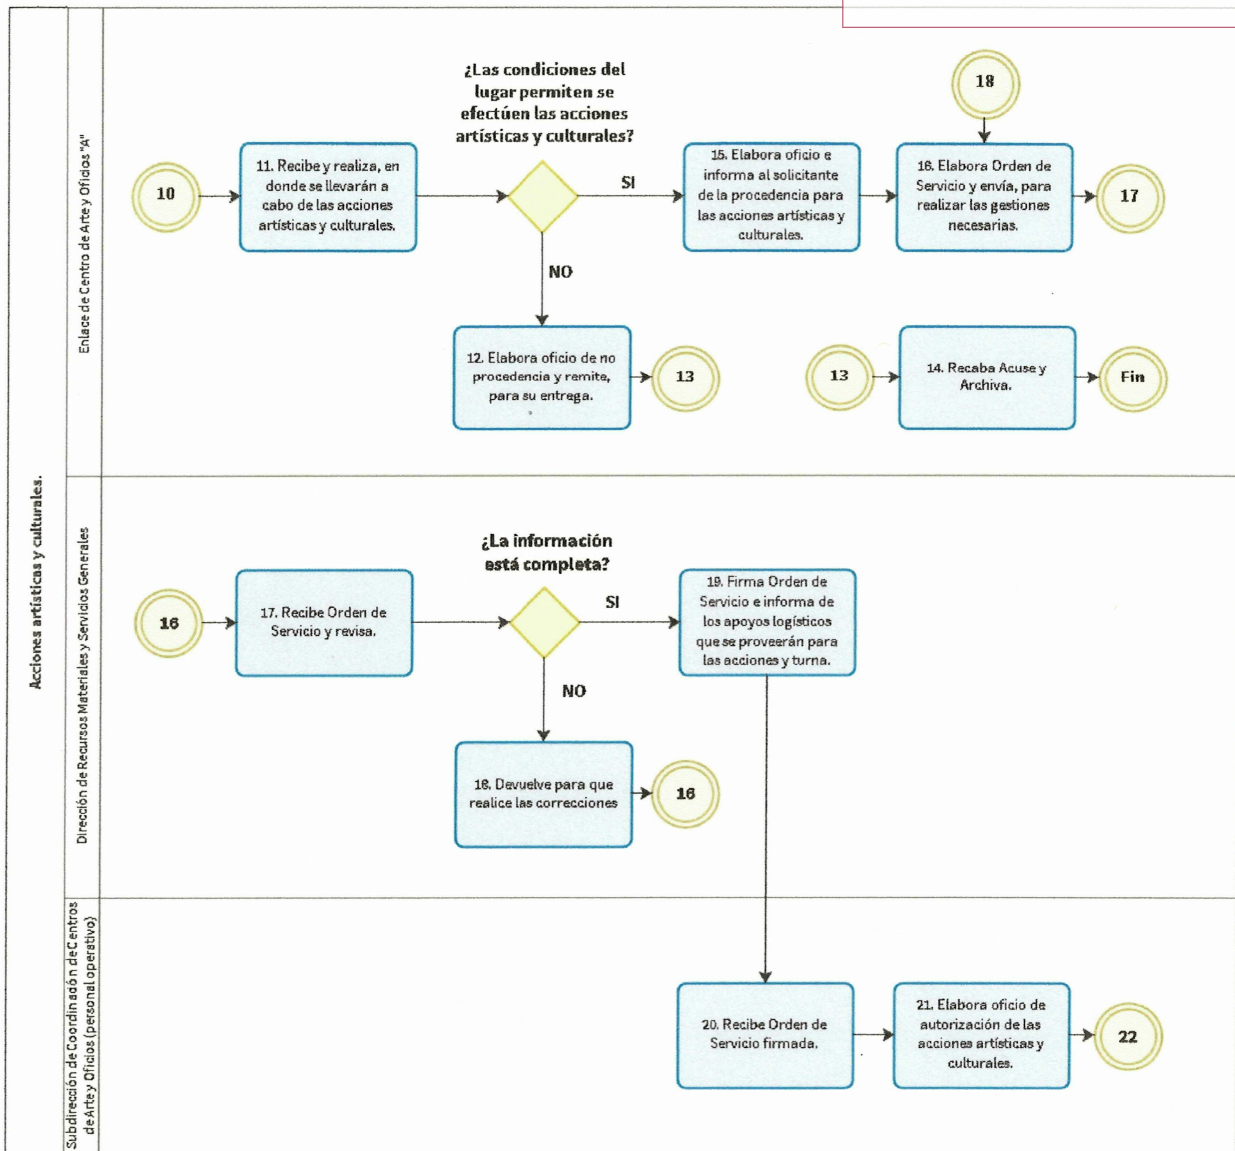 Acciones artísticas y culturales.
Enlace de Centro de Arte y Oficios "A"
¿Las condiciones del
lugar permiten se
efectúen las acciones
artísticas y culturales?
10
11. Recibe y realiza, en
donde se llevarán a
cabo de las acciones
artísticas y culturales.
SI
NO
15. Elabora oficio e
informa al solicitante
de la procedencia para
las acciones artísticas y
culturales.
18
16. Elabora Orden de
Servicio y envía, para
realizar las gestiones
necesarias.
17
12. Elabora oficio de no
procedencia y remite,
para su entrega.
13
13
14. Recaba Acuse y
Archiva.
Fin
Dirección de Recursos Materiales y Servicios Generales
¿La información
está completa?
16
17. Recibe Orden de
Servicio y revisa.
SI
NO
19. Firma Orden de
Servicio e informa de
los apoyos logísticos
que se proveerán para
las acciones y turna.
18. Devuelve para que
realice las correcciones
16
Subdirección de Coordinación de Centros
de Arte y Oficios (personal operativo)
20. Recibe Orden de
Servicio firmada.
21. Elabora oficio de
autorización de las
acciones artísticas y
culturales.
22